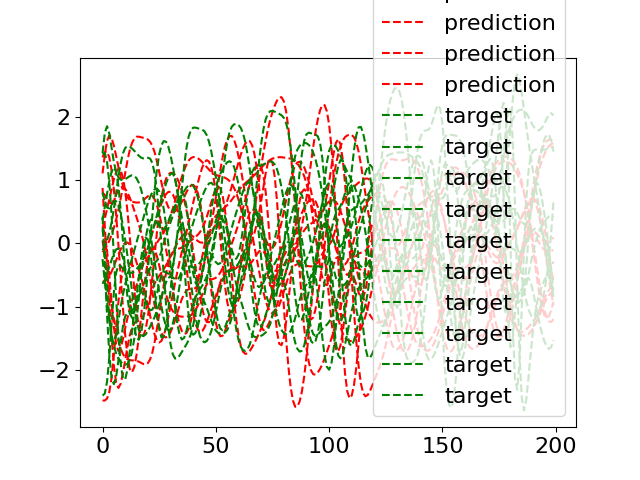 prediction
prediction
prediction
target
target
target
target
target
target
target
target
target
target
2
1
0
−1
−2
0
50
100
150
200